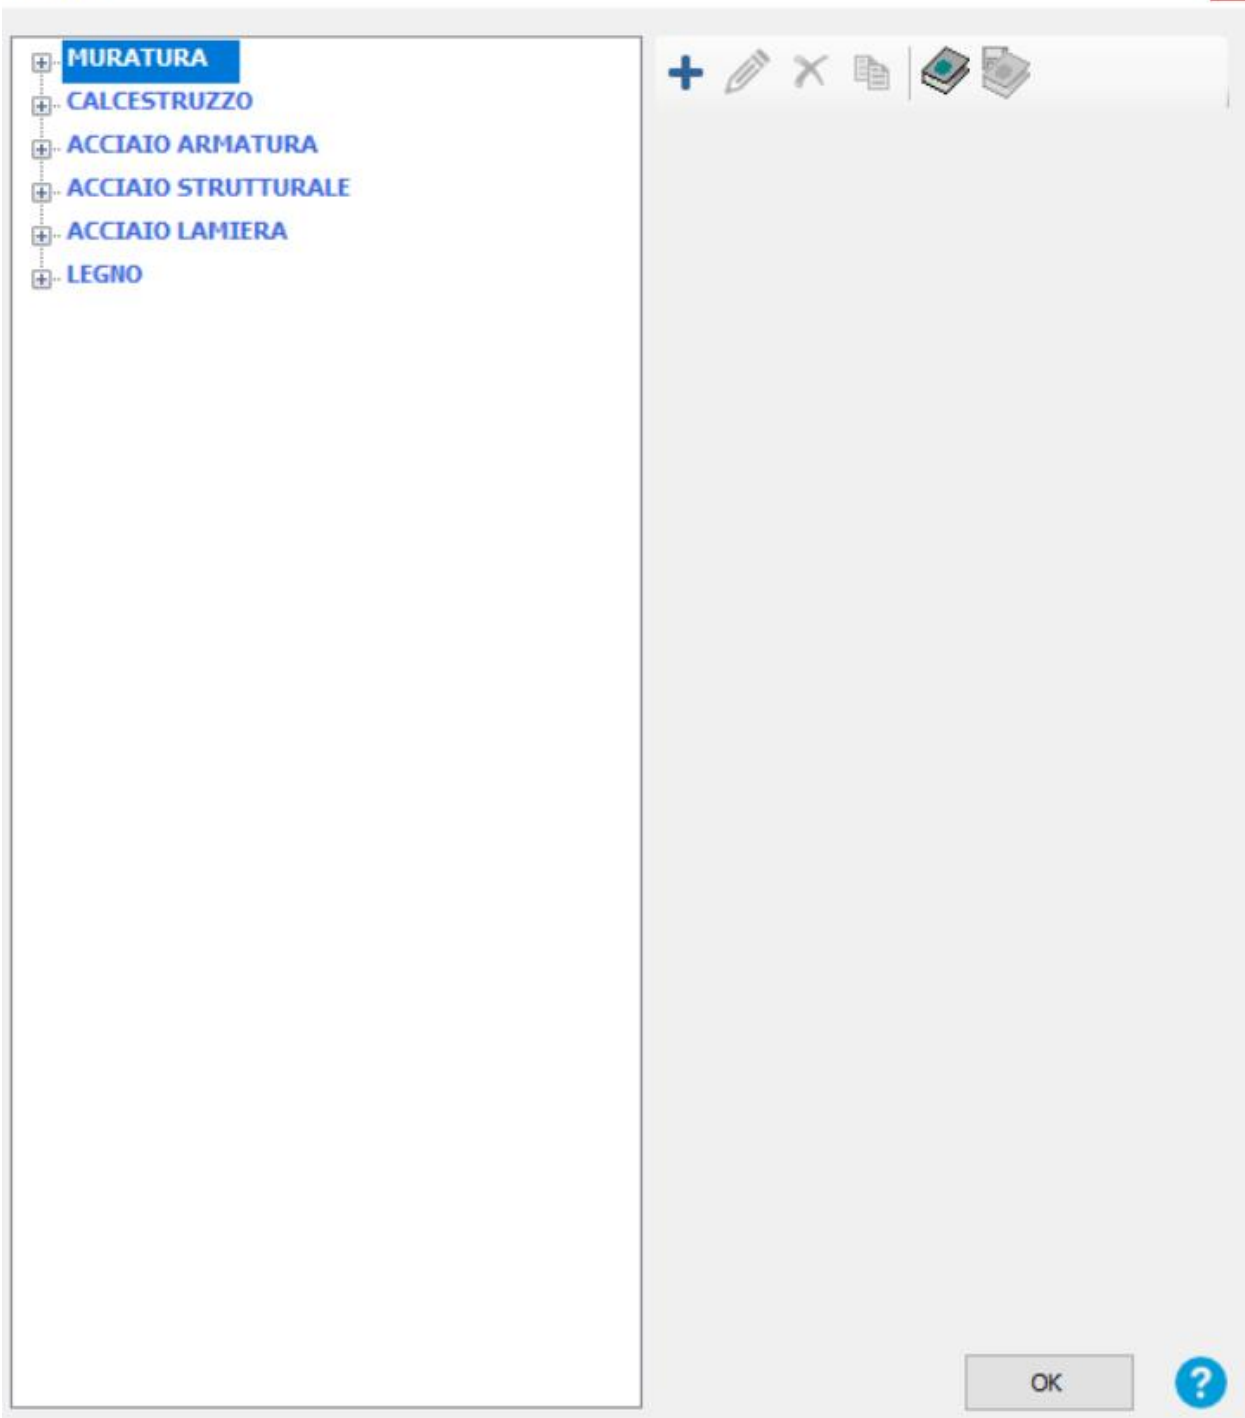 MURATURA
CALCESTRUZZO
ACCIAIO ARMATURA
ACCIAIO STRUTTURALE
ACCIAIO LAMIERA
LEGNO
OK
?